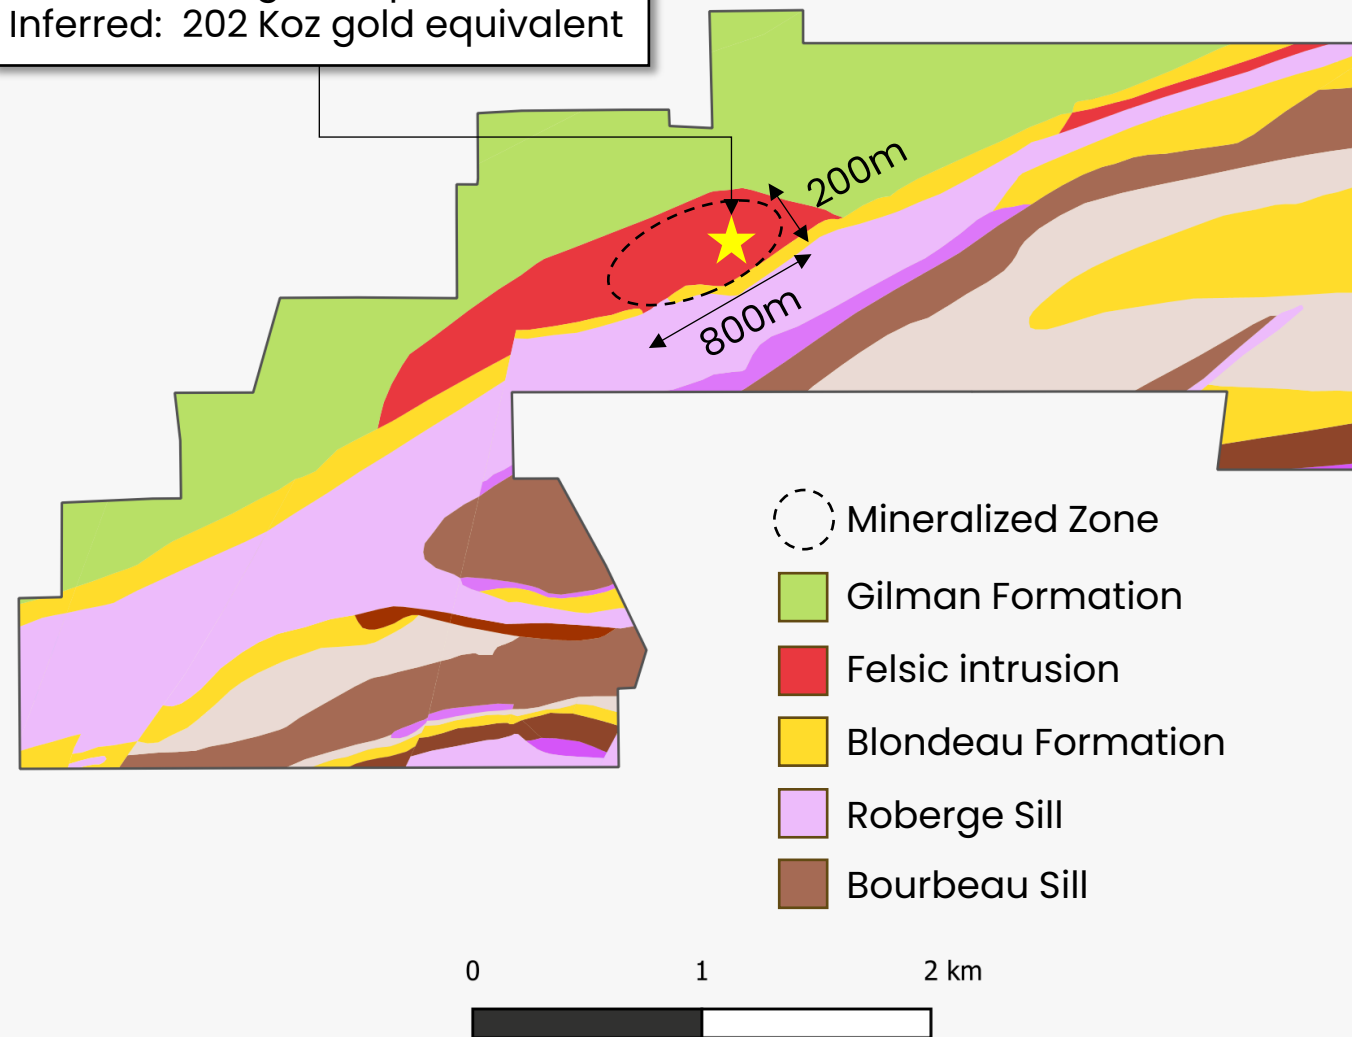 Inferred: 202 Koz gold equivalent
200m
800m
Mineralized Zone
Gilman Formation
Felsic intrusion
Blondeau Formation
Roberge Sill
Bourbeau Sill
0 1 2 km